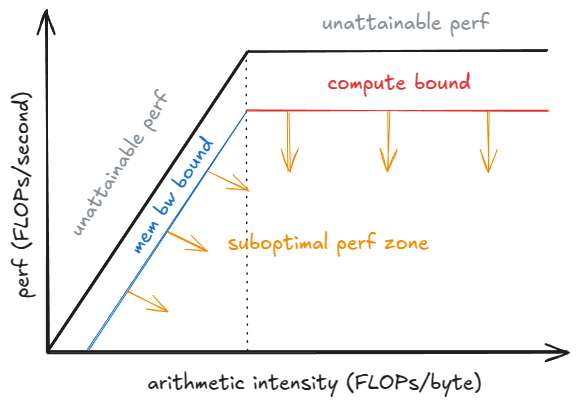 unattainable perf
unattainable perf
compute bound
mem bw bound
suboptimal perf zone
perf (FLOPs/second)
arithmetic intensity (FLOPs/byte)